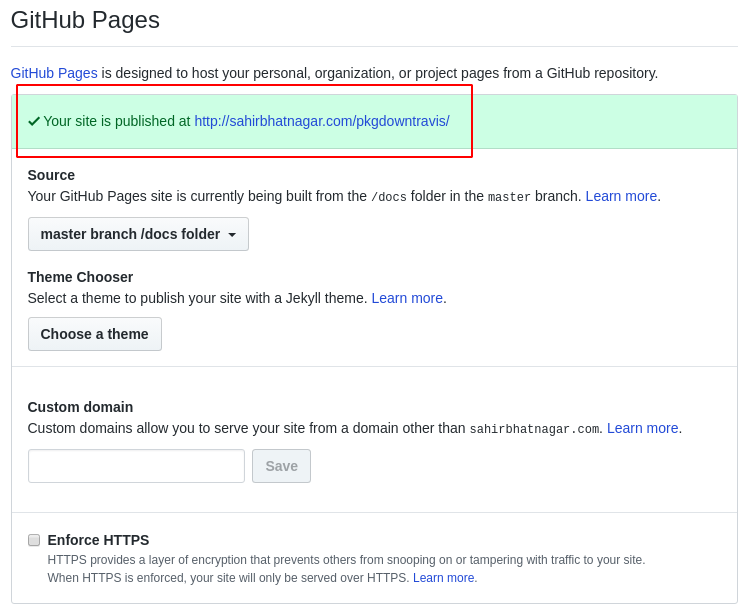 GitHub Pages
GitHub Pages is designed to host your personal, organization, or project pages from a GitHub repository.
Your site is published at http://sahirbhatnagar.com/pkgdowntravis/
Source
Your GitHub Pages site is currently being built from the /docs folder in the master branch. Learn more.
master branch /docs folder
Theme Chooser
Select a theme to publish your site with a Jekyll theme. Learn more.
Choose a theme
Custom domain
Custom domains allow you to serve your site from a domain other than sahirbhatnagar.com. Learn more.
Save
Enforce HTTPS
HTTPS provides a layer of encryption that prevents others from snooping on or tampering with traffic to your site.
When HTTPS is enforced, your site will only be served over HTTPS. Learn more.